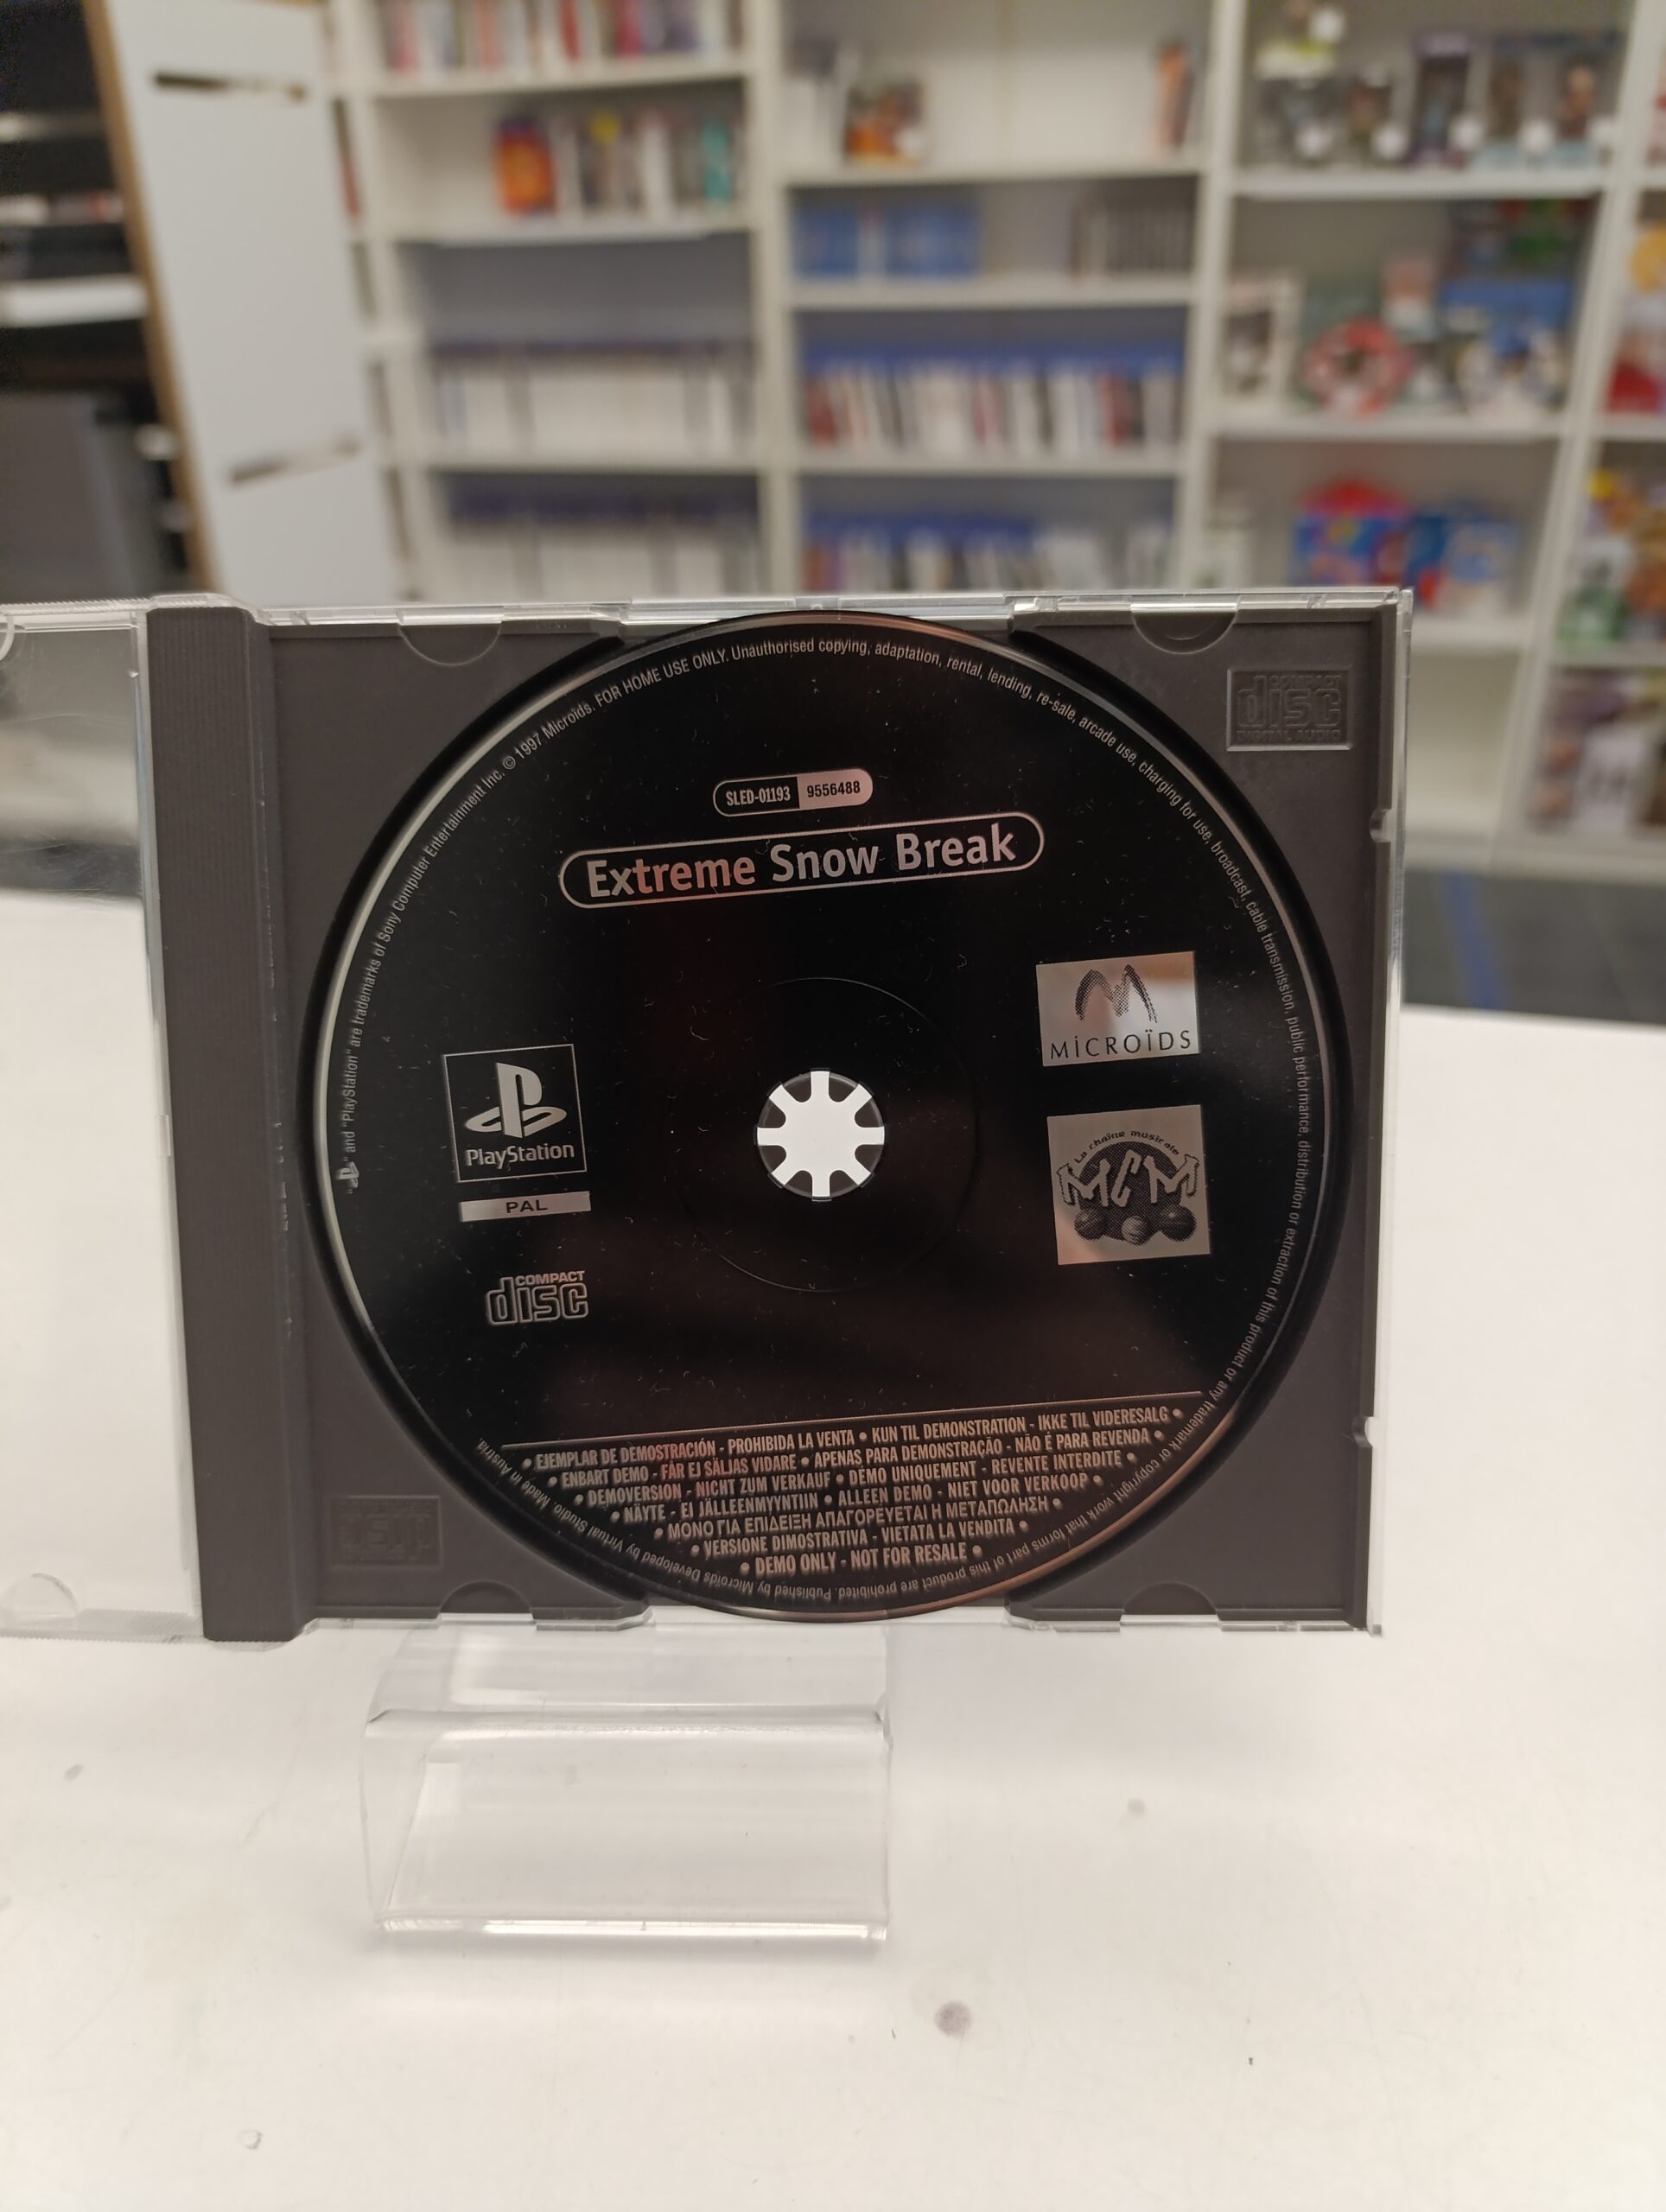 "PS" and "PlayStation" are trademarks of Sony Computer Entertainment Inc. © 1997 Microïds. FOR HOME USE ONLY. Unauthorised copying, adaptation, rental, lending, re-sale, arcade use, charging for use, broadcast, cable transmission, public performance, distribution or extraction of this product or any trademark or copyright work that forms part of this product are prohibited. Published by Microïds Developed by Virtual Studio. Made in Austria.
SLED-01193 9556488
Extreme Snow Break
COMPACT
disc
DIGITAL AUDIO
MiCROÏDS
PlayStation
PAL
La chaîne musicale
MCM
COMPACT
disc
• EJEMPLAR DE DEMOSTRACIÓN - PROHIBIDA LA VENTA • KUN TIL DEMONSTRATION - IKKE TIL VIDERESALG •
• ENBART DEMO - FÅR EJ SÄLJAS VIDARE • APENAS PARA DEMONSTRAÇÃO - NÃO É PARA REVENDA •
• DEMOVERSION - NICHT ZUM VERKAUF • DÉMO UNIQUEMENT - REVENTE INTERDITE •
• NÄYTE - EI JÄLLEENMYYNTIIN • ALLEEN DEMO - NIET VOOR VERKOOP •
• ΜΟΝΟ ΓΙΑ ΕΠΙΔΕΙΞΗ ΑΠΑΓΟΡΕΥΕΤΑΙ Η ΜΕΤΑΠΩΛΗΣΗ •
• VERSIONE DIMOSTRATIVA - VIETATA LA VENDITA •
• DEMO ONLY - NOT FOR RESALE •